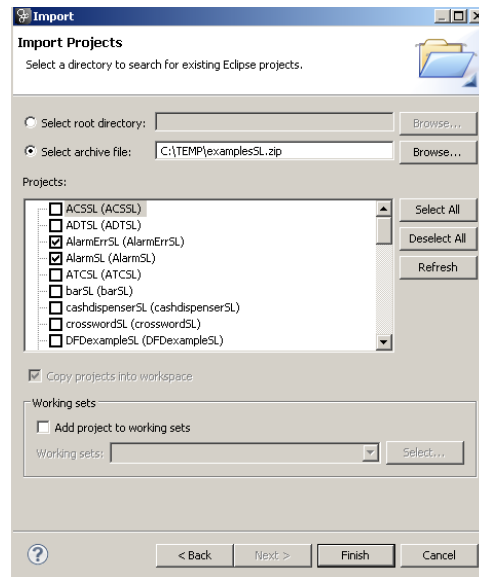 Import
Import Projects
Select a directory to search for existing Eclipse projects.
Select root directory:
Browse...
Select archive file:
C:\TEMP\examplesSL.zip
Browse...
Projects:
ACSSL (ACSSL)
ADTSL (ADTSL)
AlarmErrSL (AlarmErrSL)
AlarmSL (AlarmSL)
ATCSL (ATCSL)
barSL (barSL)
cashdispenserSL (cashdispenserSL)
crosswordSL (crosswordSL)
DFDexampleSL (DFDexampleSL)
Select All
Deselect All
Refresh
Copy projects into workspace
Working sets
Add project to working sets
Working sets:
Select...
?
< Back
Next >
Finish
Cancel